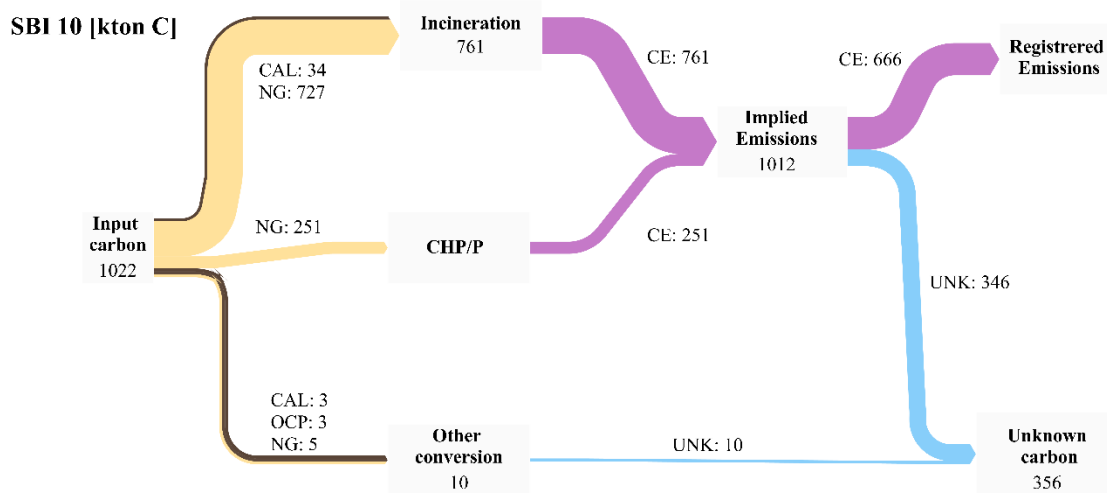 SBI 10 [kton C]
Incineration
761
CAL: 34
NG: 727
CE: 761
CE: 666
Registrered
Emissions
Implied
Emissions
1012
Input
carbon
1022
NG: 251
CHP/P
CE: 251
UNK: 346
CAL: 3
OCP: 3
NG: 5
Other
conversion
10
UNK: 10
Unknown
carbon
356